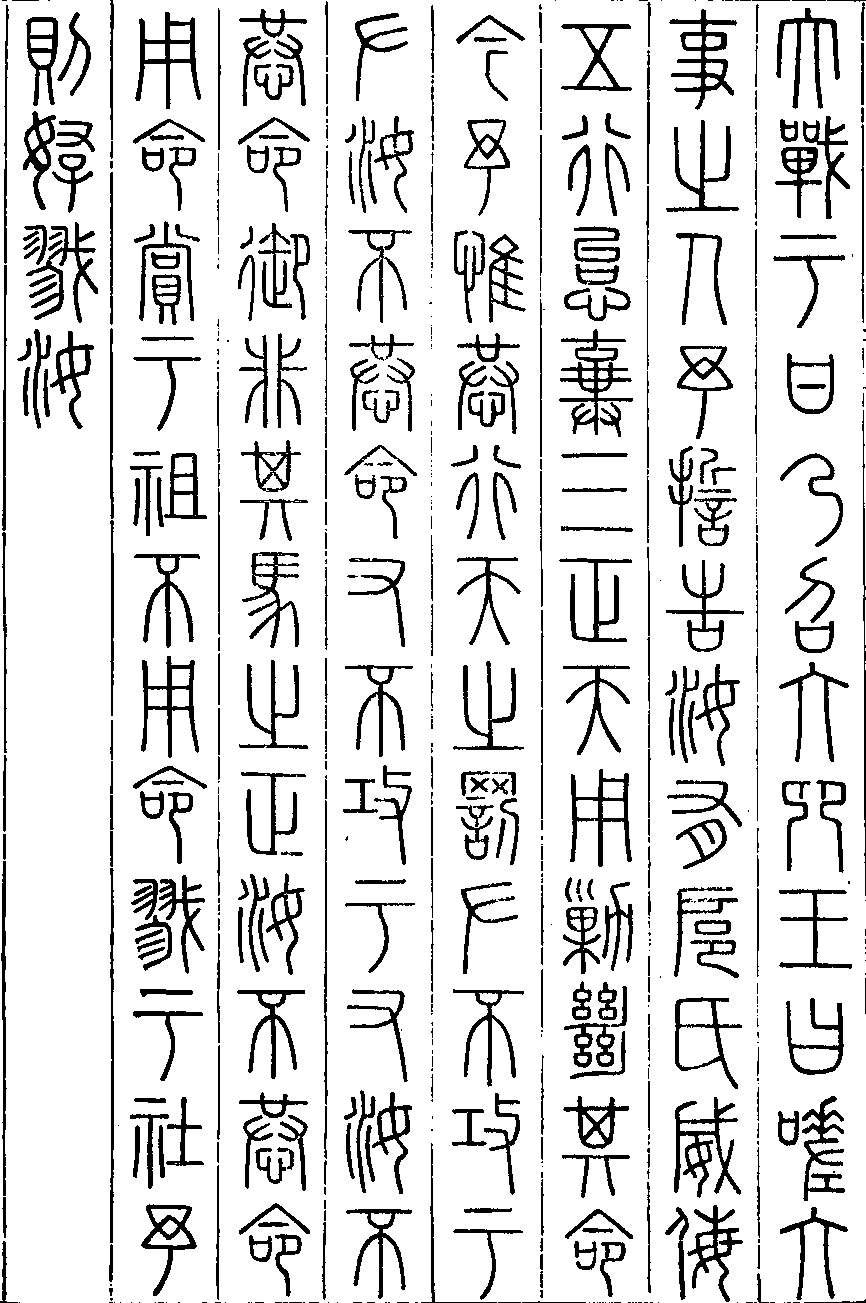 大戰于甘乃召六卿王曰嗟六
事之人予誓告汝有扈氏威侮
五行怠棄三正天用勦絕其命
今予惟恭行天之罰左不攻于
左汝不恭命右不攻于右汝不
恭命御非其馬之正汝不恭命
用命賞于祖不用命戮于社予
則孥戮汝